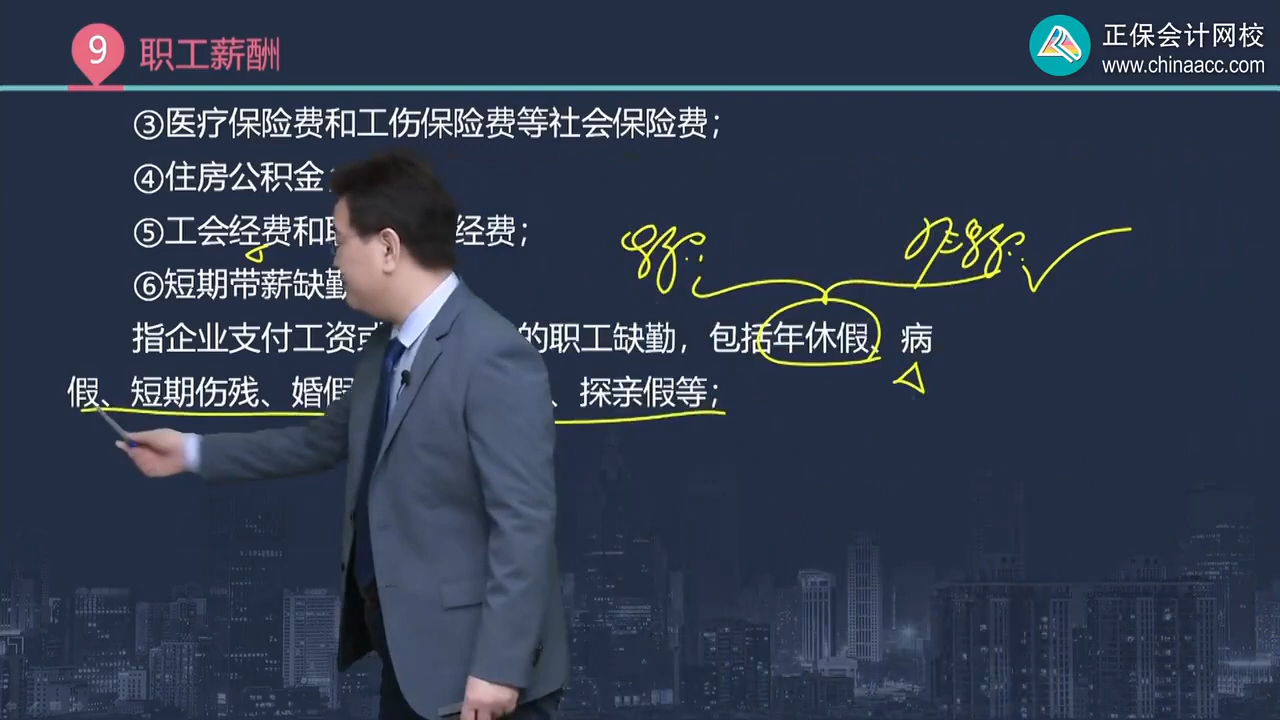 9 职工薪酬
正保会计网校
www.chinaacc.com
③医疗保险费和工伤保险费等社会保险费；
④住房公积金
⑤工会经费和 经费；
⑥短期带薪缺勤
指企业支付工资 的职工缺勤，包括年休假、病
假、短期伤残、婚假 、探亲假等；